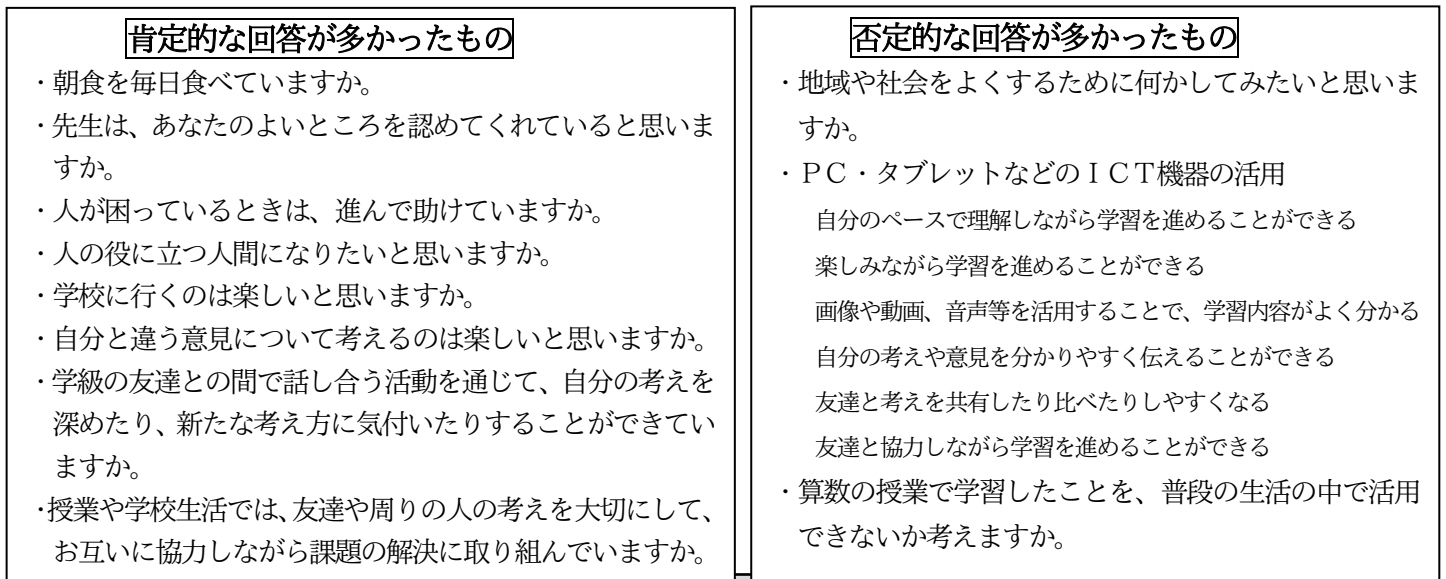 肯定的な回答が多かったもの
・朝食を毎日食べていますか。
・先生は、あなたのよいところを認めてくれていると思いま
すか。
・人が困っているときは、進んで助けていますか。
・人の役に立つ人間になりたいと思いますか。
・学校に行くのは楽しいと思いますか。
・自分と違う意見について考えるのは楽しいと思いますか。
・学級の友達との間で話し合う活動を通じて、自分の考えを
深めたり、新たな考え方に気付いたりすることができてい
ますか。
・授業や学校生活では、友達や周りの人の考えを大切にして、
お互いに協力しながら課題の解決に取り組んでいますか。
否定的な回答が多かったもの
・地域や社会をよくするために何かしてみたいと思いま
すか。
・ＰＣ・タブレットなどのＩＣＴ機器の活用
自分のペースで理解しながら学習を進めることができる
楽しみながら学習を進めることができる
画像や動画、音声等を活用することで、学習内容がよく分かる
自分の考えや意見を分かりやすく伝えることができる
友達と考えを共有したり比べたりしやすくなる
友達と協力しながら学習を進めることができる
・算数の授業で学習したことを、普段の生活の中で活用
できないか考えますか。